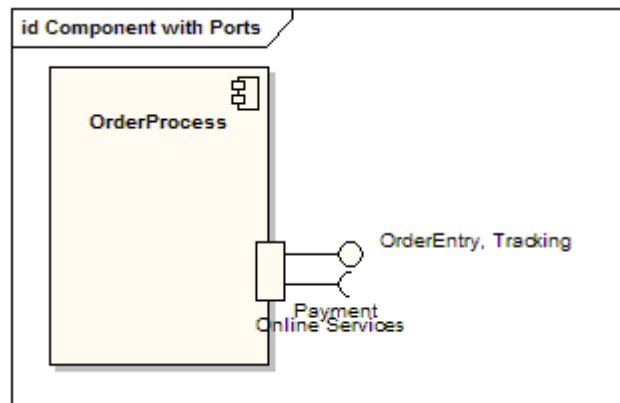 id Component with Ports
OrderProcess
OrderEntry, Tracking
Payment
Online Services